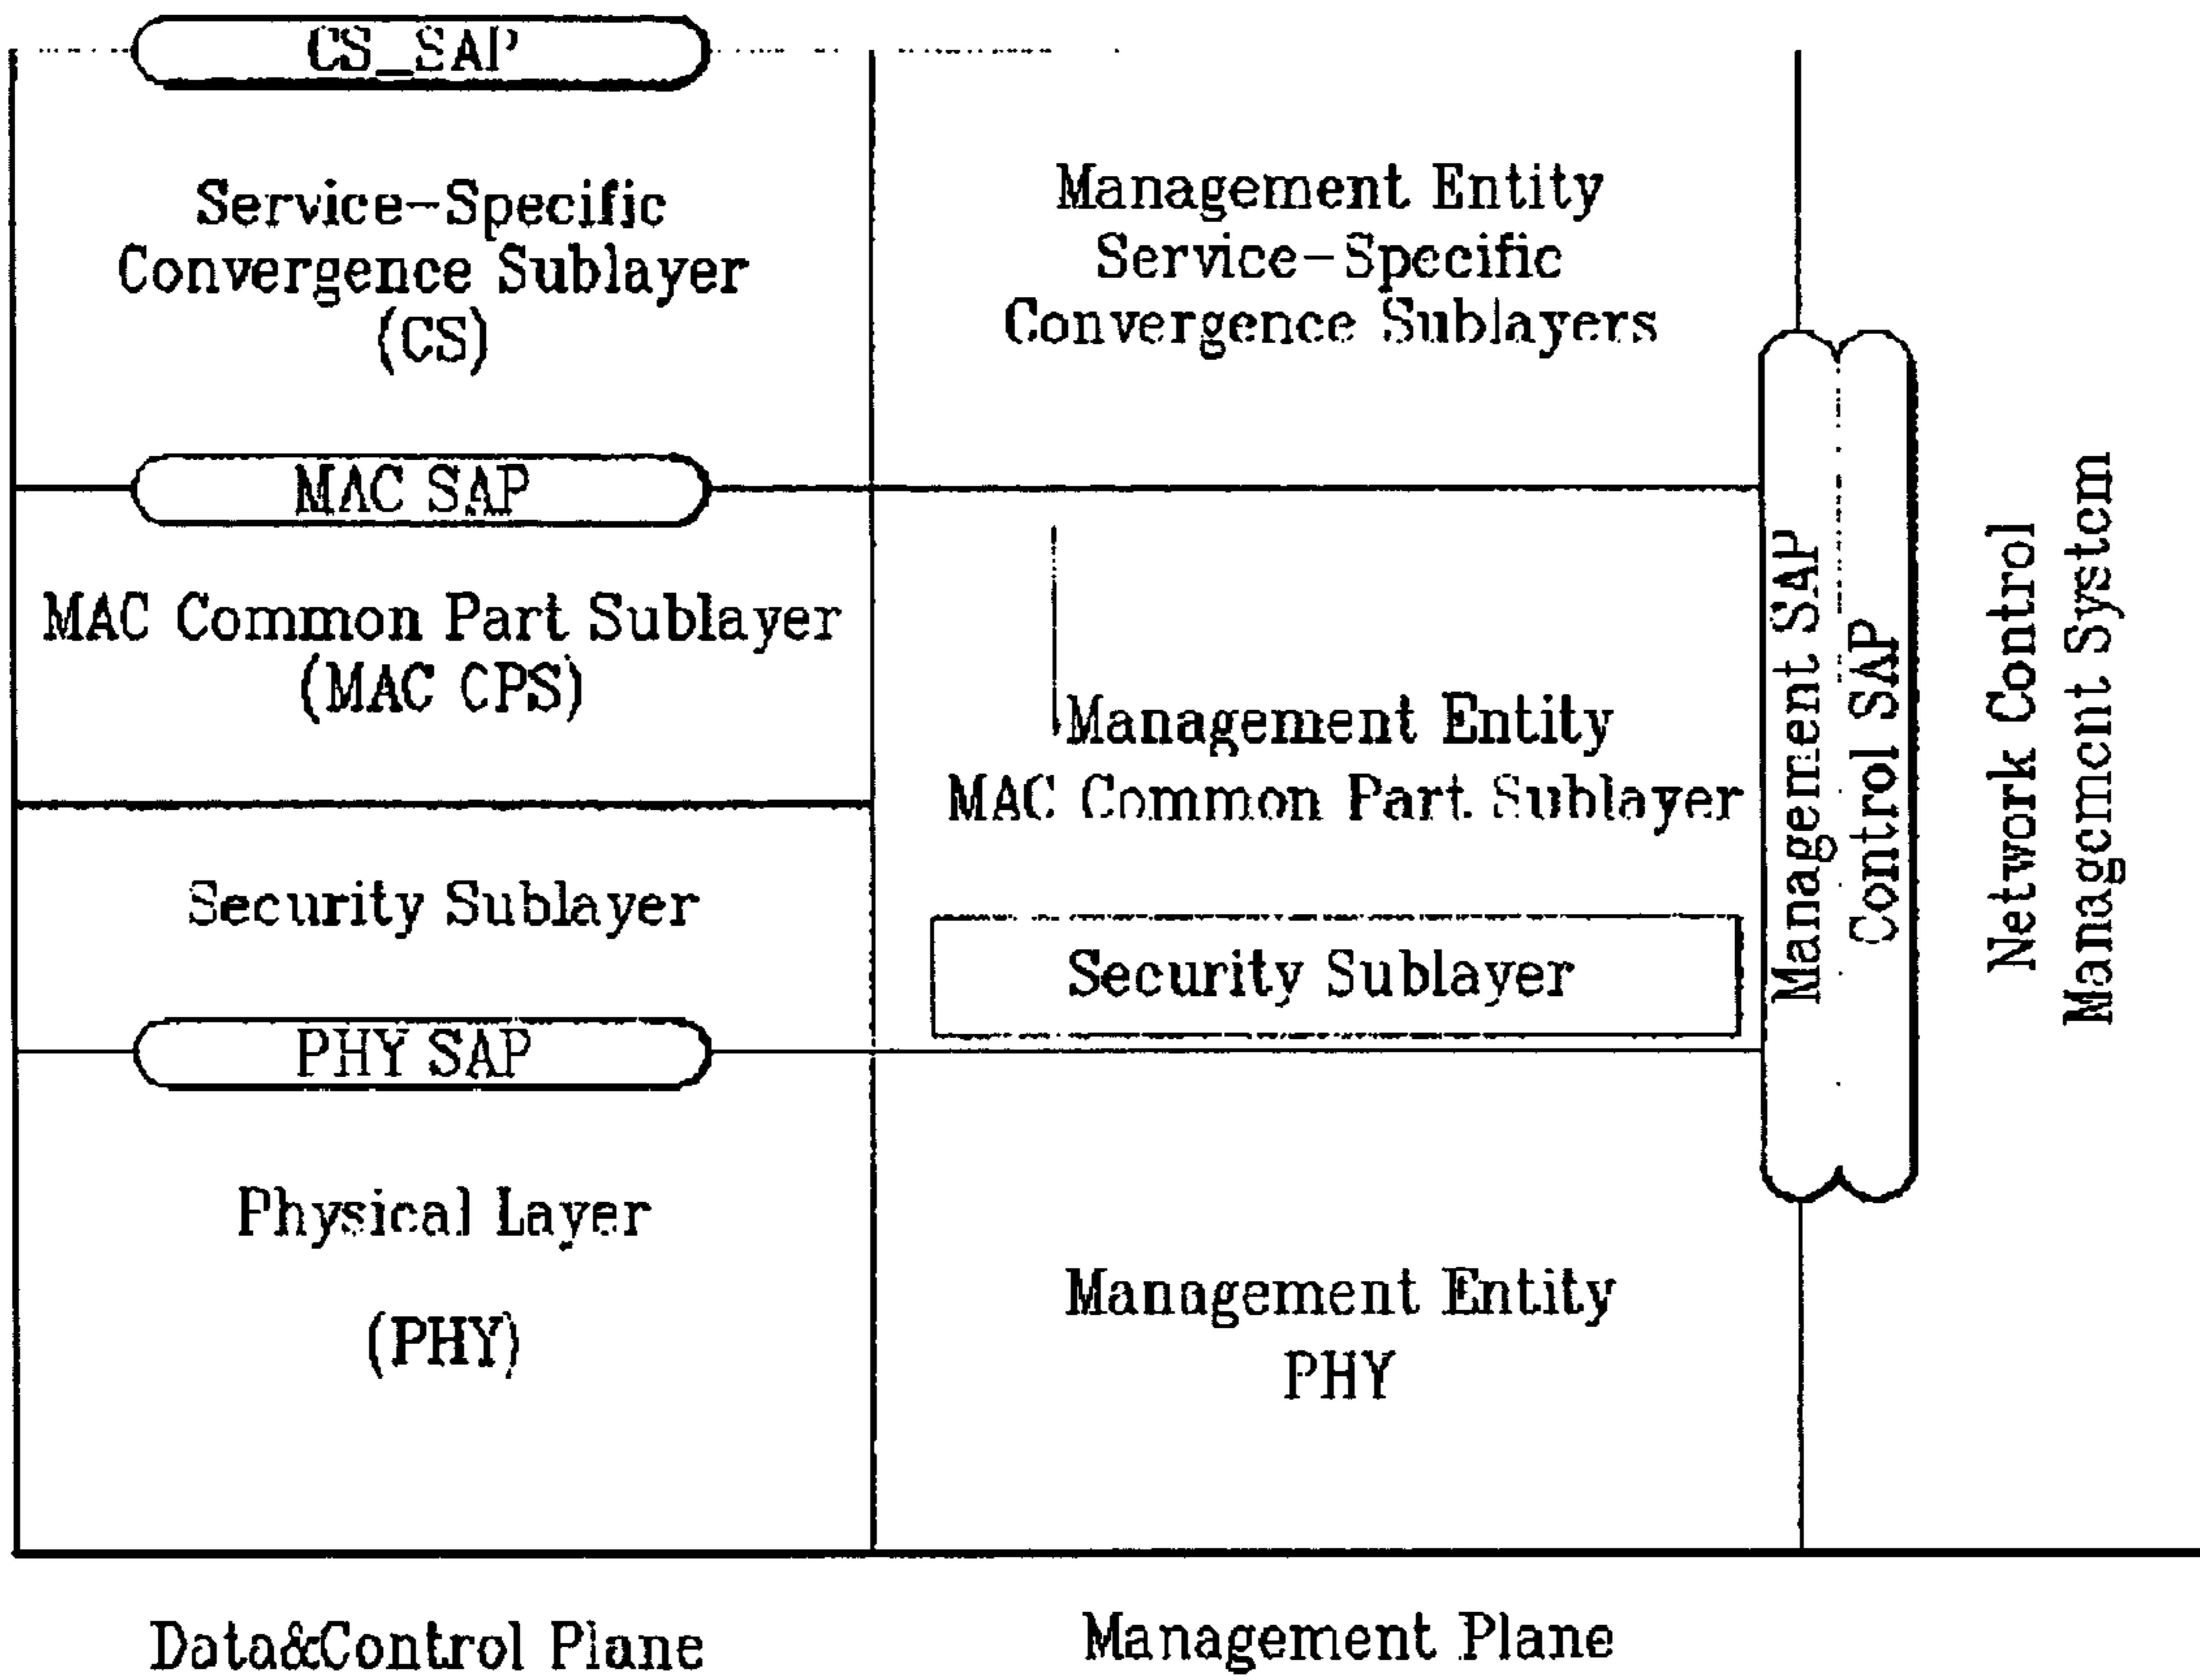 CS_SAP
Service-Specific
Convergence Sublayer
(CS)
MAC SAP
MAC Common Part Sublayer
(MAC CPS)
Security Sublayer
PHY SAP
Physical Layer
(PHY)
Data&Control Plane
Management Entity
Service-Specific
Convergence Sublayers
Management Entity
MAC Common Part Sublayer
Security Sublayer
Management Entity
PHY
Management Plane
Management SAP
Control SAP
Network Control
Management System